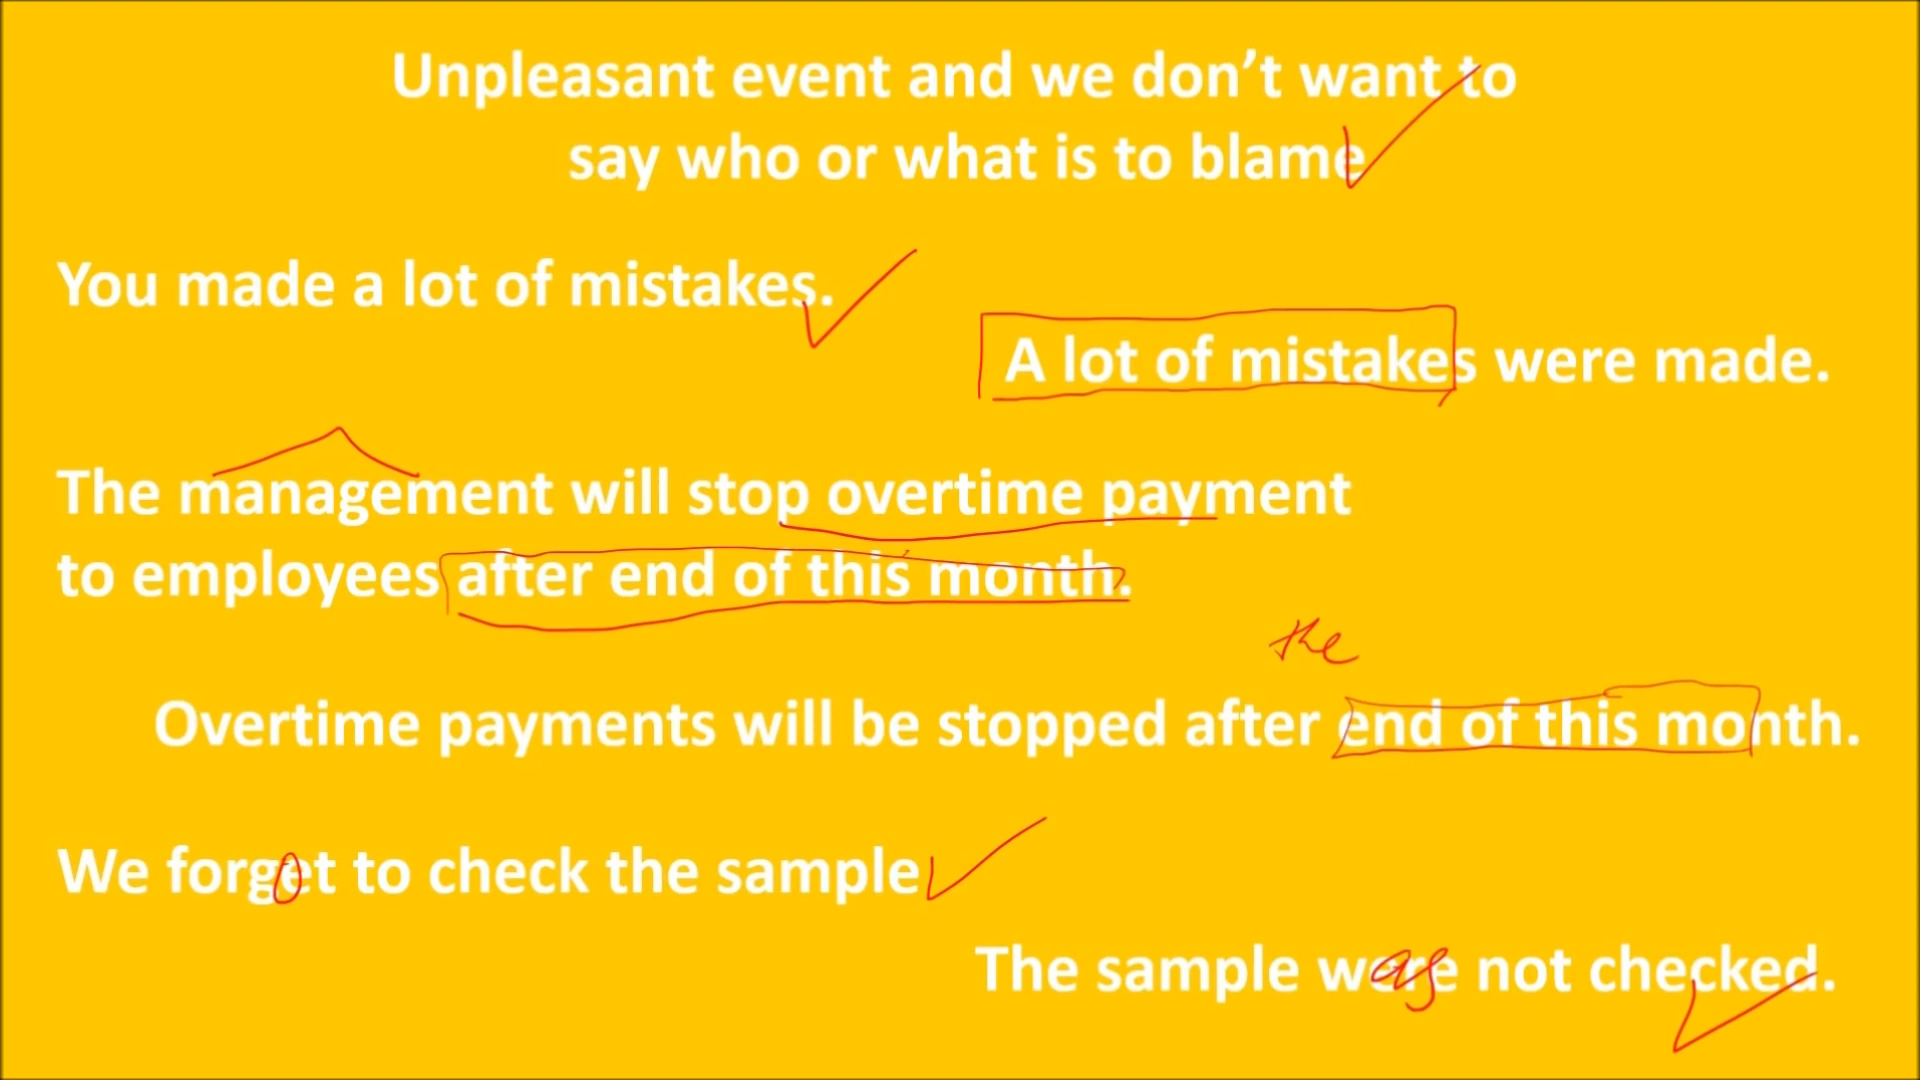 Unpleasant event and we don’t want to
say who or what is to blame
You made a lot of mistakes.
A lot of mistakes were made.
The management will stop overtime payment
to employees after end of this month.
the
Overtime payments will be stopped after end of this month.
We forget to check the sample
o
The sample were not checked.
as